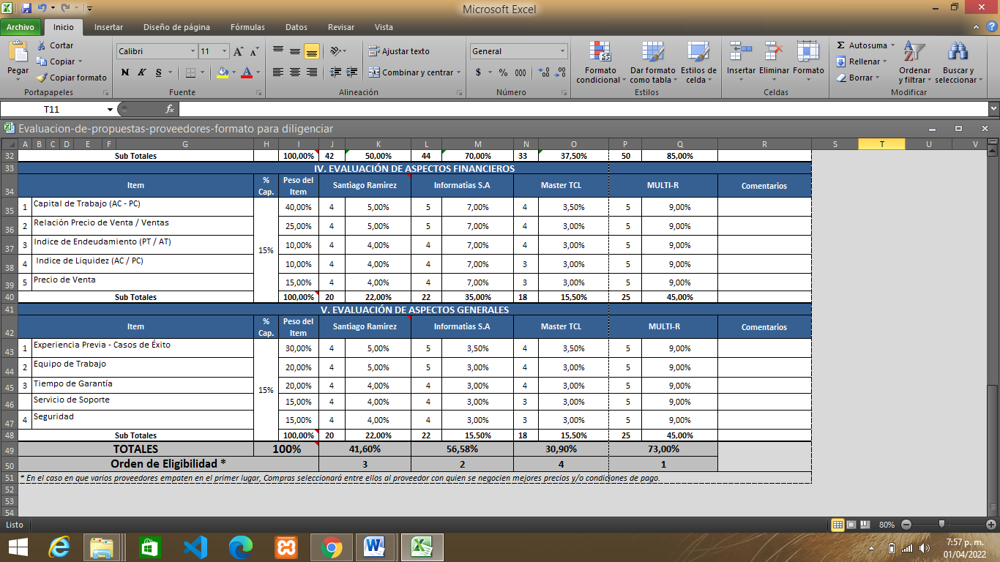 Microsoft Excel
Archivo Inicio Insertar Diseño de página Fórmulas Datos Revisar Vista
Pegar Cortar Copiar Copiar formato Portapapeles
Calibri 11 N K S A A A Fuente
Ajustar texto Combinar y centrar Alineación
General $ % 000 Número
Formato condicional Dar formato como tabla Estilos de celda Estilos
Insertar Eliminar Formato Celdas
Σ Autosuma Rellenar Borrar Ordenar y filtrar Buscar y seleccionar Modificar
T11 fx
Evaluacion-de-propuestas-proveedores-formato para diligenciar
A B C D E F G H I J K L M N O P Q R S T U V
32 Sub Totales 100,00% 42 50,00% 44 70,00% 33 37,50% 50 85,00%
33 IV. EVALUACIÓN DE ASPECTOS FINANCIEROS
34 Item % Cap. Peso del Item Santiago Ramirez Informatias S.A Master TCL MULTI-R Comentarios
35 1 Capital de Trabajo (AC - PC) 40,00% 4 5,00% 5 7,00% 4 3,50% 5 9,00%
36 2 Relación Precio de Venta / Ventas 25,00% 4 5,00% 5 7,00% 4 3,00% 5 9,00%
37 3 Indice de Endeudamiento (PT / AT) 15% 10,00% 4 4,00% 4 7,00% 4 3,00% 5 9,00%
38 4 Indice de Liquidez (AC / PC) 10,00% 4 4,00% 4 7,00% 3 3,00% 5 9,00%
39 5 Precio de Venta 15,00% 4 4,00% 4 7,00% 3 3,00% 5 9,00%
40 Sub Totales 100,00% 20 22,00% 22 35,00% 18 15,50% 25 45,00%
41 V. EVALUACIÓN DE ASPECTOS GENERALES
42 Item % Cap. Peso del Item Santiago Ramirez Informatias S.A Master TCL MULTI-R Comentarios
43 1 Experiencia Previa - Casos de Éxito 30,00% 4 5,00% 5 3,50% 4 3,50% 5 9,00%
44 2 Equipo de Trabajo 20,00% 4 5,00% 5 3,00% 4 3,00% 5 9,00%
45 3 Tiempo de Garantía 15% 20,00% 4 4,00% 4 3,00% 4 3,00% 5 9,00%
46 Servicio de Soporte 15,00% 4 4,00% 4 3,00% 3 3,00% 5 9,00%
47 4 Seguridad 15,00% 4 4,00% 4 3,00% 3 3,00% 5 9,00%
48 Sub Totales 100,00% 20 22,00% 22 15,50% 18 15,50% 25 45,00%
49 TOTALES 100% 41,60% 56,58% 30,90% 73,00%
50 Orden de Eligibilidad * 3 2 4 1
51 * En el caso en que varios proveedores empaten en el primer lugar, Compras seleccionará entre ellos al proveedor con quien se negocien mejores precios y/o condiciones de pago.
52
53
54
Listo 80%
7:57 p. m.
01/04/2022